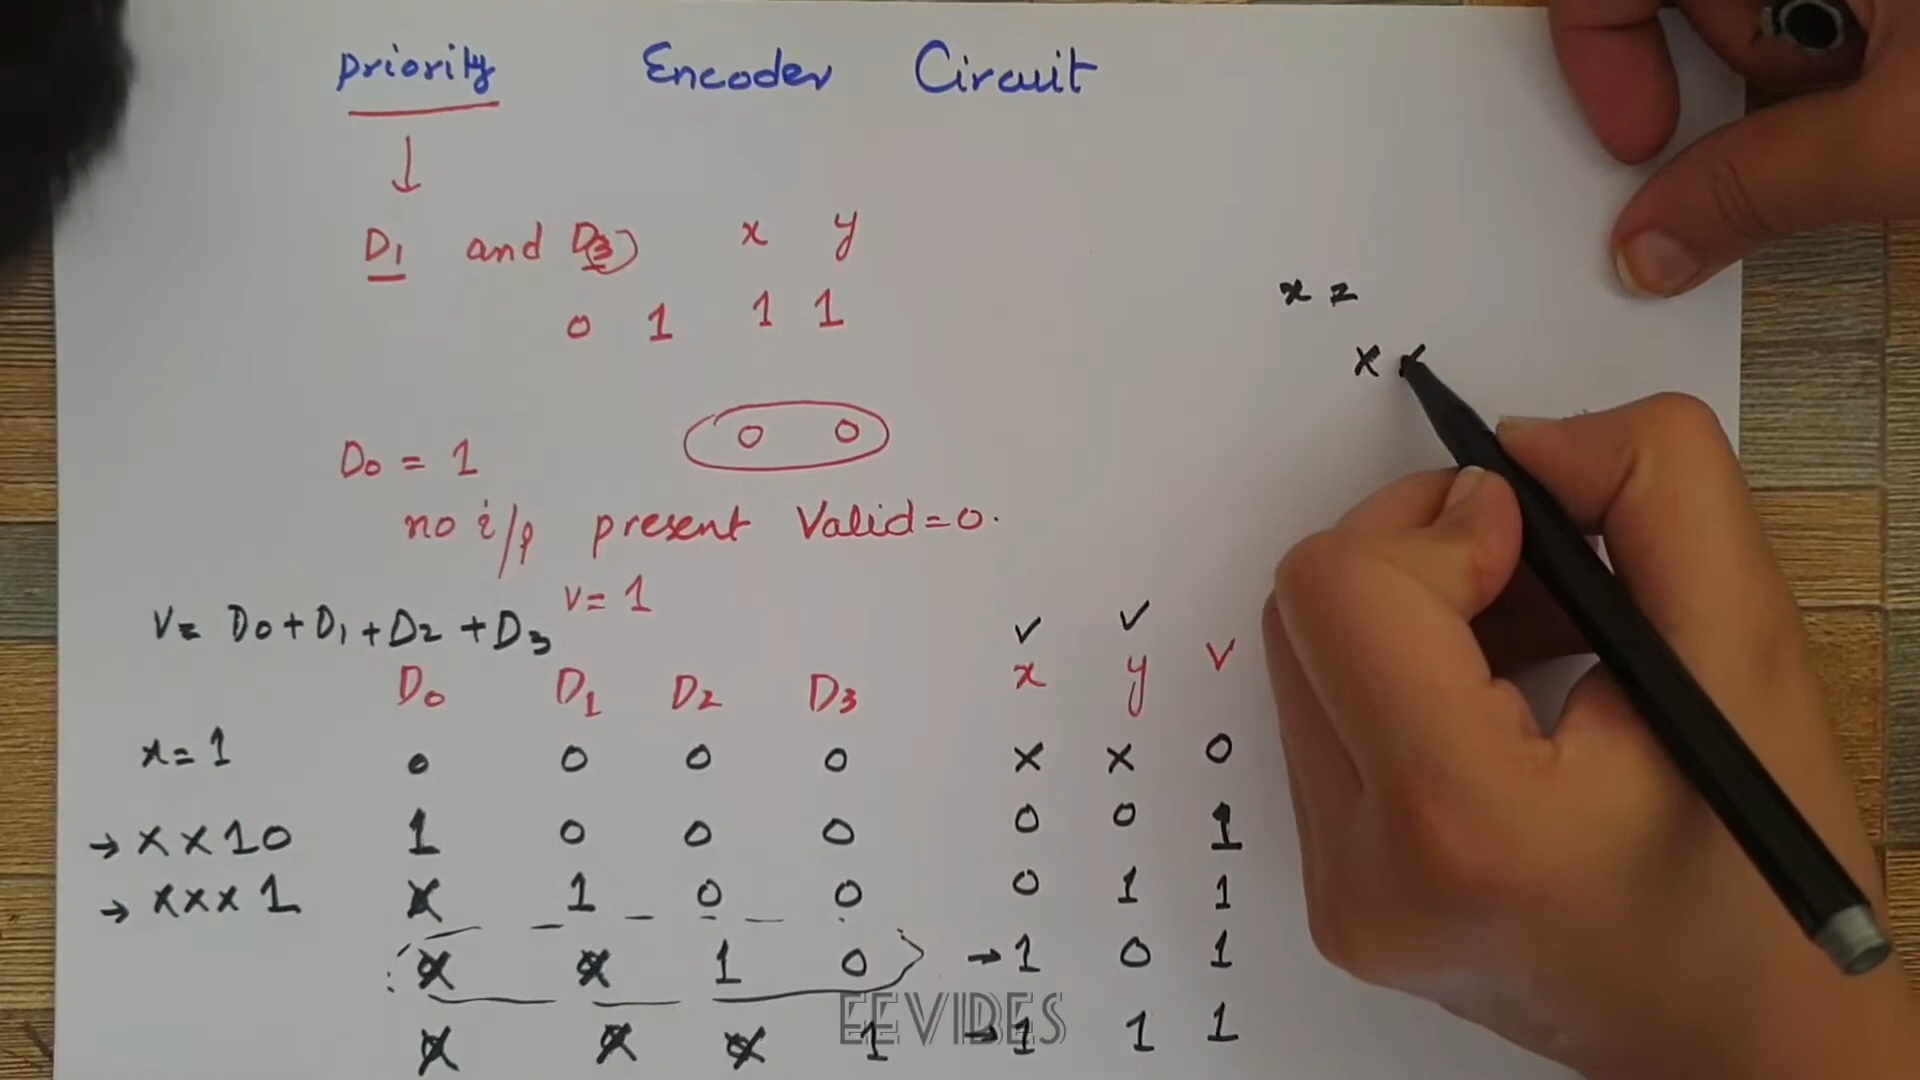 priority Encoder Circuit
↓
D1 and D3 x y
0 1 1 1
x =
x x
0 0
D0 = 1
no i/p present Valid=0.
v= 1
V= D0+D1+D2+D3
✓ ✓
D0 D1 D2 D3 x y V
x=1 0 0 0 0 x x 0
→ x x 1 0 1 0 0 0 0 0 1
→ x x x 1 x 1 0 0 0 1 1
x x 1 0 → 1 0 1
x x x 1 → 1 1 1
EEVIBES